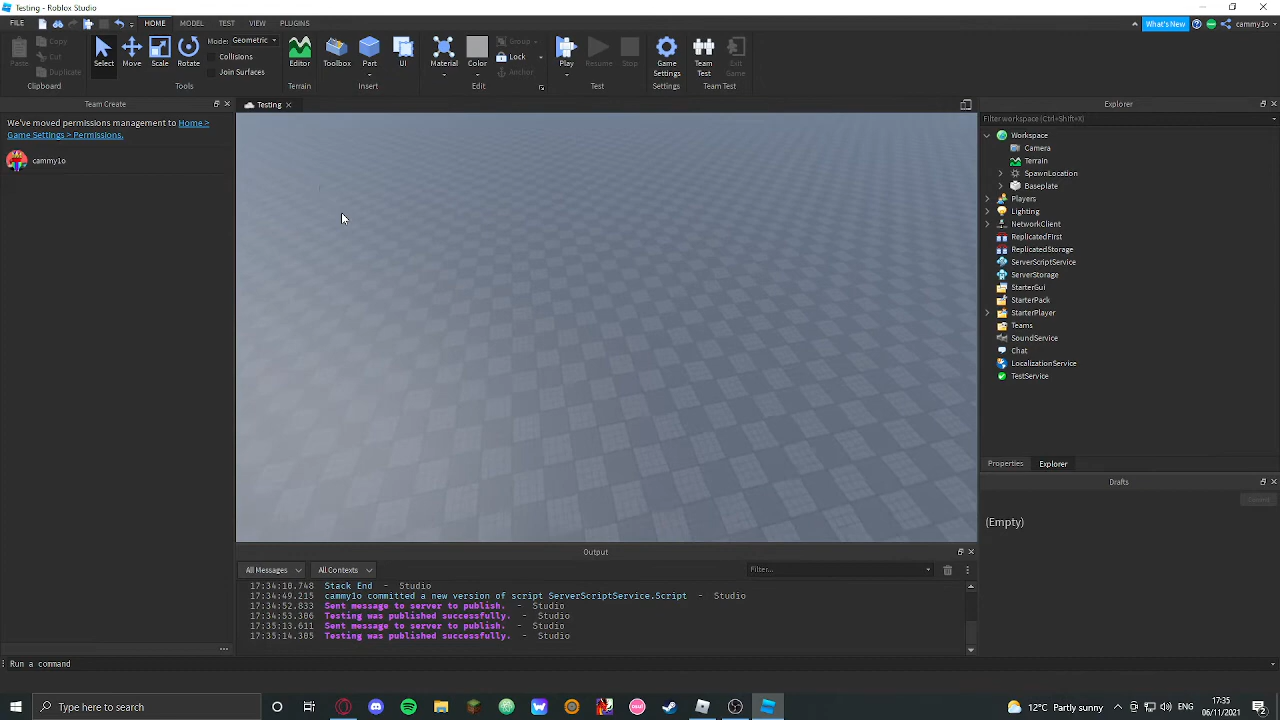 Testing - Roblox Studio
FILE HOME MODEL TEST VIEW PLUGINS What's New cammy1o
Paste Copy Cut Duplicate Select Move Scale Rotate Mode: Geometric Collisions Join Surfaces Editor Toolbox Part UI Material Color Group Lock Anchor Play Resume Stop Game Settings Team Test Exit Game
Clipboard Tools Terrain Insert Edit Test Team Test
Team Create
We've moved permissions management to Home >
Game Settings > Permissions.
cammy1o
Testing
Explorer
Filter workspace (Ctrl+Shift+X)
Workspace
Camera
Terrain
SpawnLocation
Baseplate
Players
Lighting
NetworkClient
ReplicatedFirst
ReplicatedStorage
ServerScriptService
ServerStorage
StarterGui
StarterPack
StarterPlayer
Teams
SoundService
Chat
LocalizationService
TestService
Properties Explorer
Drafts
Commit
(Empty)
Output
All Messages All Contexts Filter...
17:34:10.748 Stack End - Studio
17:34:49.215 cammy1o committed a new version of script ServerScriptService.Script - Studio
17:34:52.833 Sent message to server to publish. - Studio
17:34:53.306 Testing was published successfully. - Studio
17:35:13.611 Sent message to server to publish. - Studio
17:35:14.305 Testing was published successfully. - Studio
Run a command
Type here to search
12°C Partly sunny ENG
17:35
06/11/2021